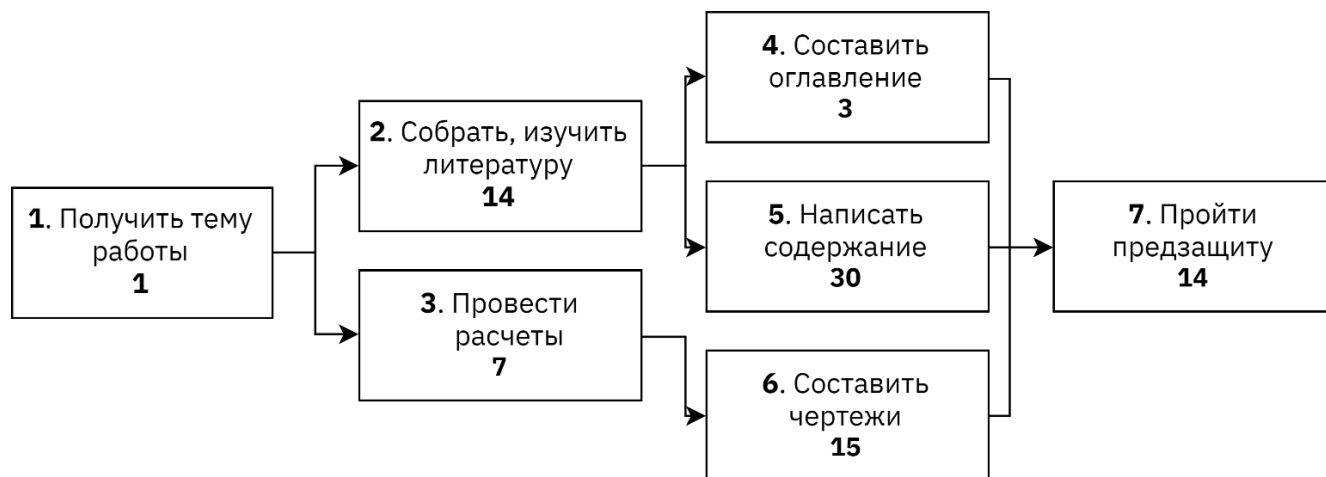 1. Получить тему
работы
1
2. Собрать, изучить
литературу
14
3. Провести
расчеты
7
4. Составить
оглавление
3
5. Написать
содержание
30
6. Составить
чертежи
15
7. Пройти
предзащиту
14